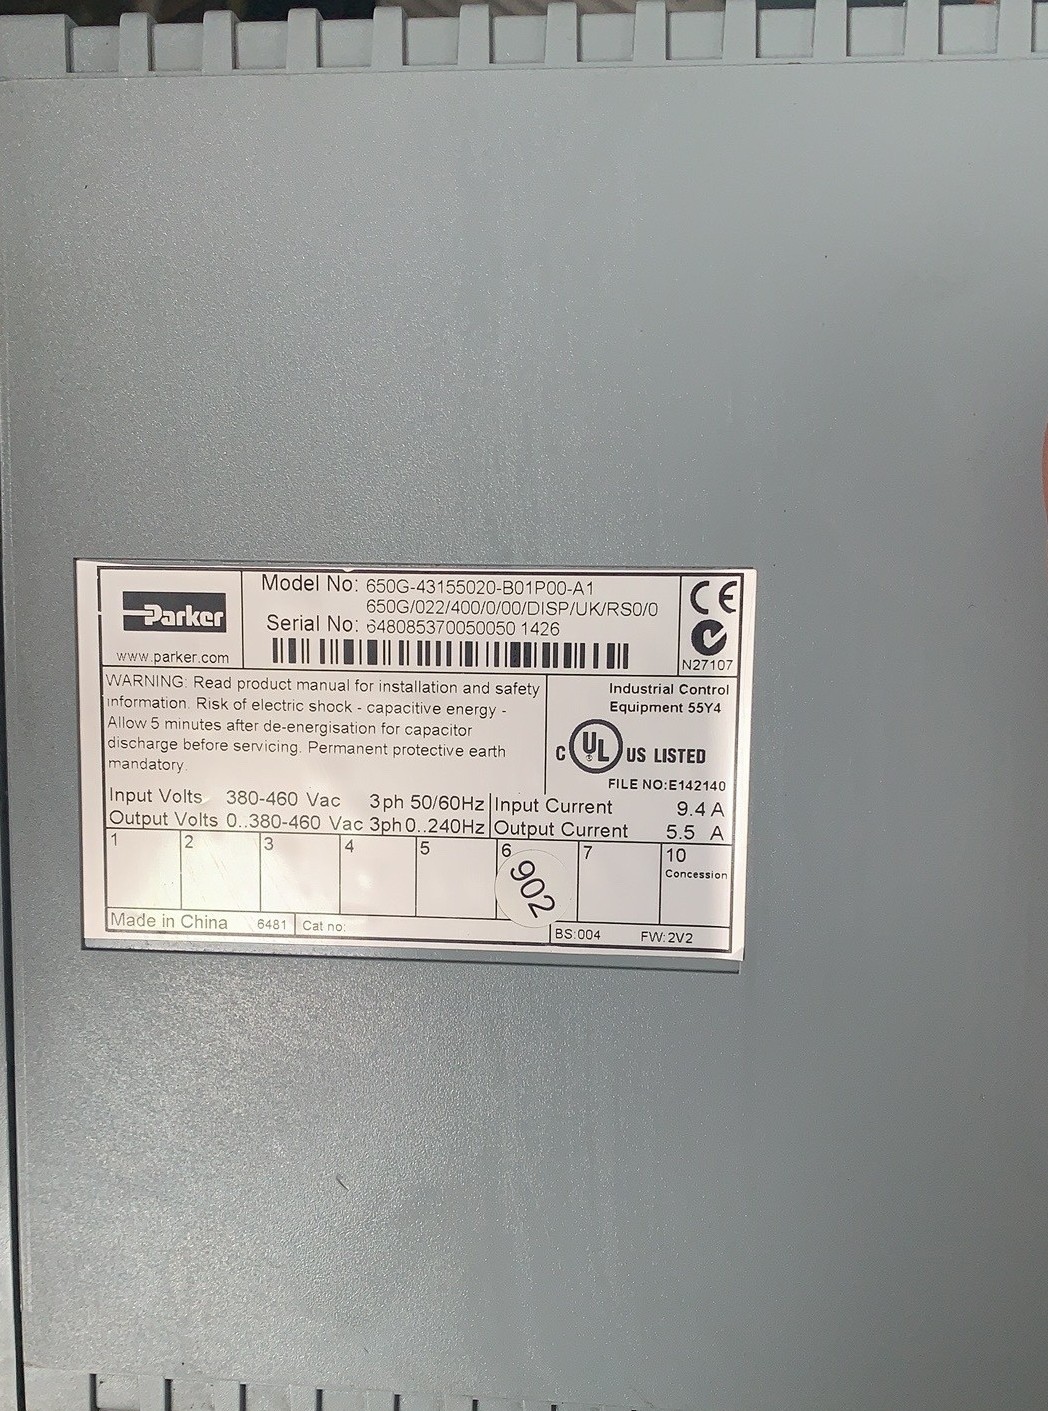 Parker
www.parker.com
Model No: 650G-43155020-B01P00-A1
650G/022/400/0/00/DISP/UK/RS0/0
Serial No: 648085370050050 1426
CE
N27107
WARNING: Read product manual for installation and safety
information. Risk of electric shock - capacitive energy -
Allow 5 minutes after de-energisation for capacitor
discharge before servicing. Permanent protective earth
mandatory.
Industrial Control
Equipment 55Y4
C UL US LISTED
FILE NO:E142140
Input Volts 380-460 Vac 3ph 50/60Hz Input Current 9.4 A
Output Volts 0..380-460 Vac 3ph 0..240Hz Output Current 5.5 A
1 2 3 4 5 6 7 10
Concession
902
Made in China 6481 Cat no:
BS:004 FW:2V2